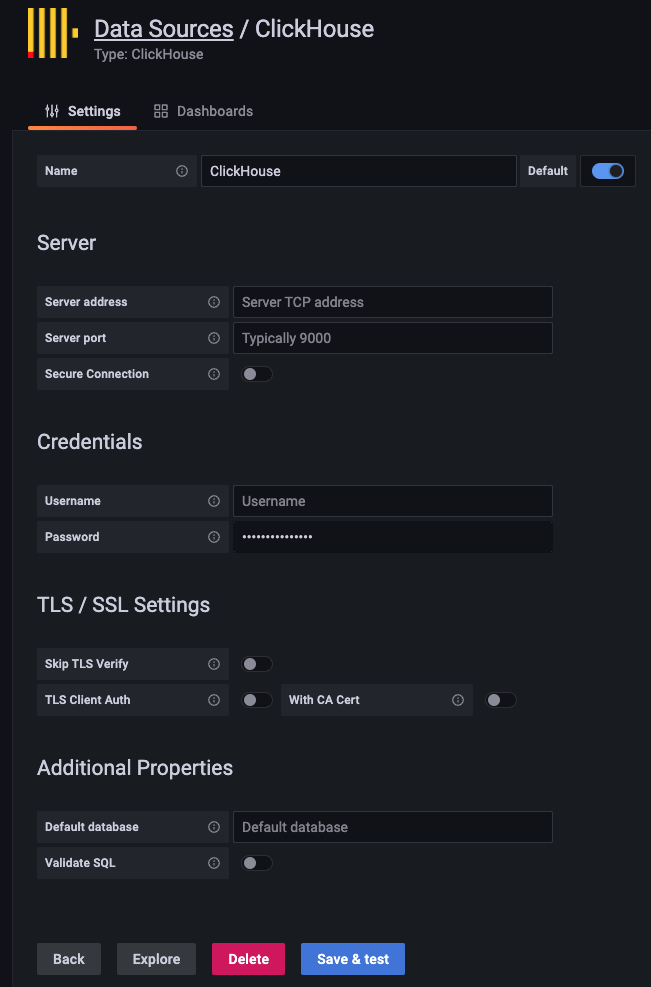 Data Sources / ClickHouse
Type: ClickHouse
Settings Dashboards
Name ClickHouse Default
Server
Server address Server TCP address
Server port Typically 9000
Secure Connection
Credentials
Username Username
Password •••••••••••••••
TLS / SSL Settings
Skip TLS Verify
TLS Client Auth With CA Cert
Additional Properties
Default database Default database
Validate SQL
Back Explore Delete Save & test